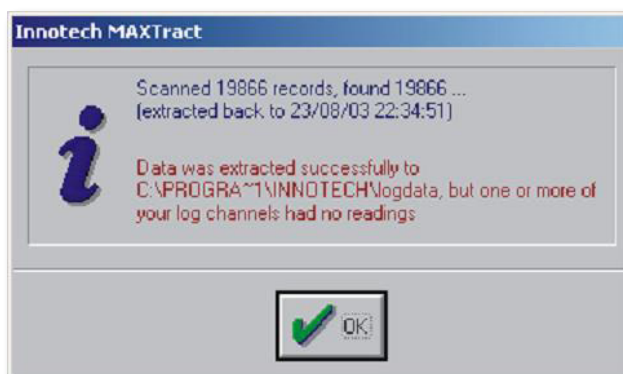 Innotech MAXTract
Scanned 19866 records, found 19866 ...
(extracted back to 23/08/03 22:34:51)
Data was extracted successfully to
C:\PROGRA~1\INNOTECH\logdata, but one or more of
your log channels had no readings
OK